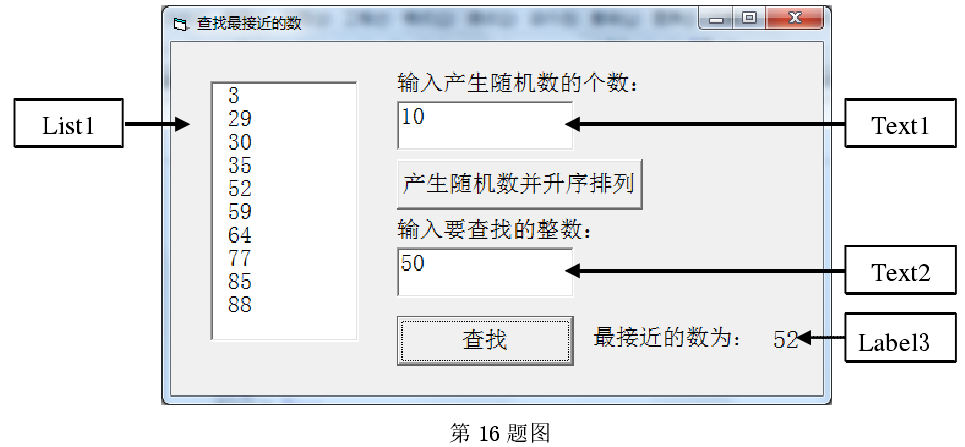 查找最接近的数
List1
3
29
30
35
52
59
64
77
85
88
输入产生随机数的个数：
10
Text1
产生随机数并升序排列
输入要查找的整数：
50
Text2
查找
最接近的数为：
52
Label3
第 16 题图